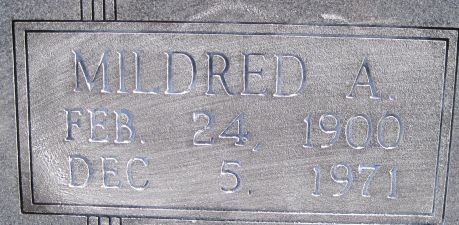 MILDRED A.
FEB. 24, 1900
DEC 5, 1971